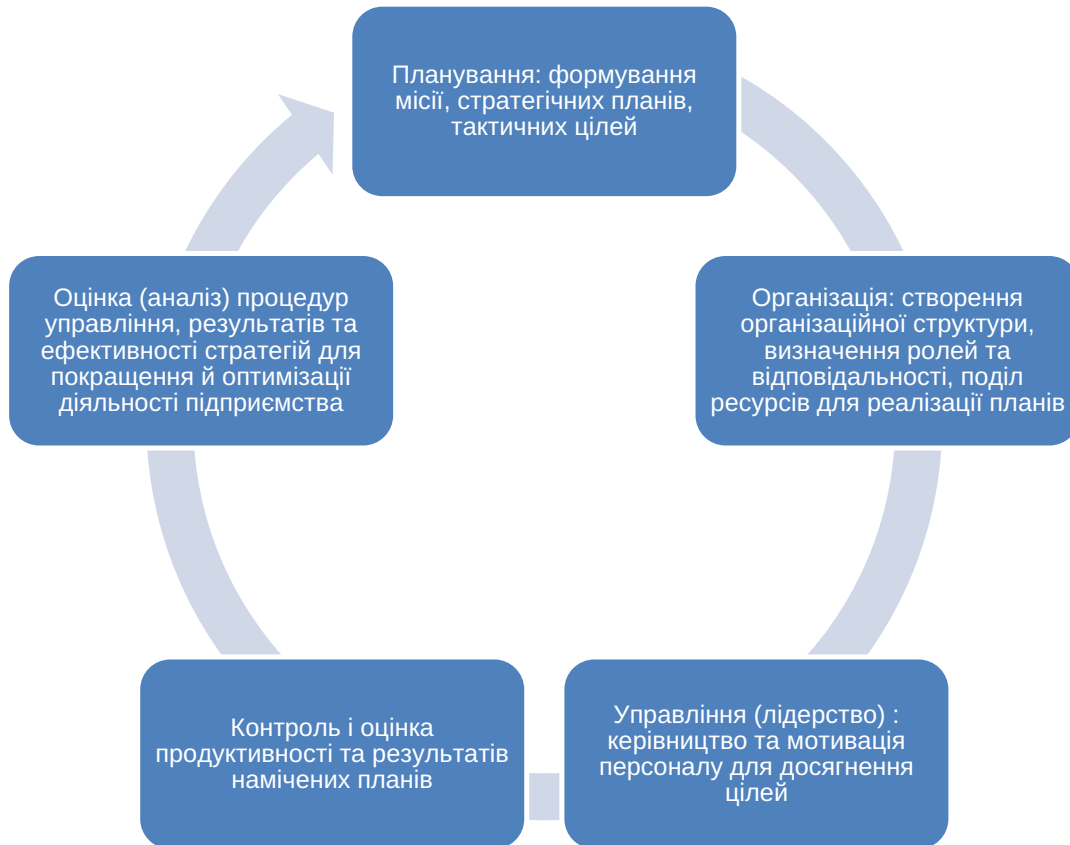 Планування: формування
місії, стратегічних планів,
тактичних цілей
Організація: створення
організаційної структури,
визначення ролей та
відповідальності, поділ
ресурсів для реалізації планів
Управління (лідерство) :
керівництво та мотивація
персоналу для досягнення
цілей
Контроль і оцінка
продуктивності та результатів
намічених планів
Оцінка (аналіз) процедур
управління, результатів та
ефективності стратегій для
покращення й оптимізації
діяльності підприємства